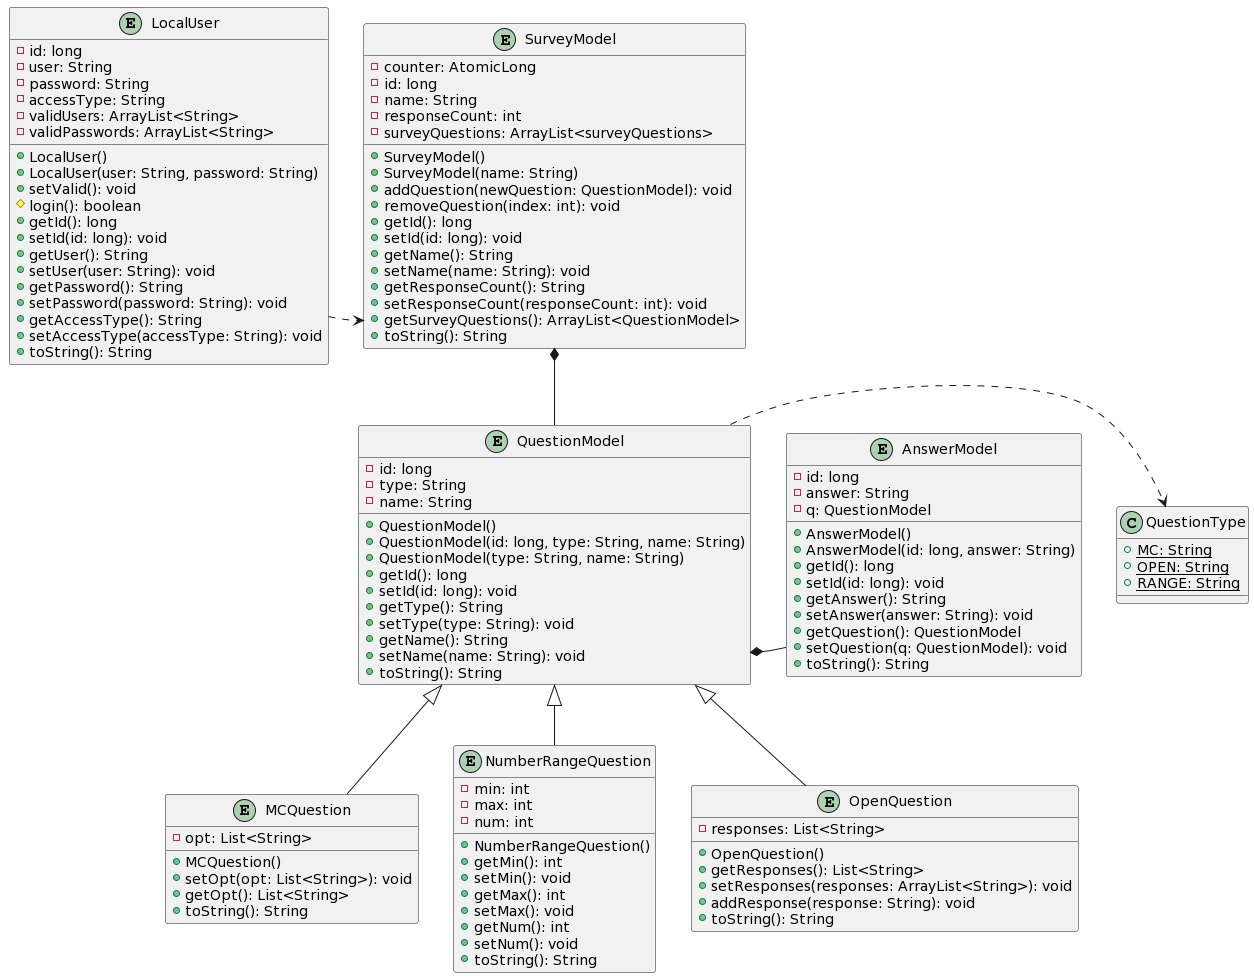 E LocalUser
id: long
user: String
password: String
accessType: String
validUsers: ArrayList<String>
validPasswords: ArrayList<String>
LocalUser()
LocalUser(user: String, password: String)
setValid(): void
login(): boolean
getId(): long
setId(id: long): void
getUser(): String
setUser(user: String): void
getPassword(): String
setPassword(password: String): void
getAccessType(): String
setAccessType(accessType: String): void
toString(): String
E SurveyModel
counter: AtomicLong
id: long
name: String
responseCount: int
surveyQuestions: ArrayList<surveyQuestions>
SurveyModel()
SurveyModel(name: String)
addQuestion(newQuestion: QuestionModel): void
removeQuestion(index: int): void
getId(): long
setId(id: long): void
getName(): String
setName(name: String): void
getResponseCount(): String
setResponseCount(responseCount: int): void
getSurveyQuestions(): ArrayList<QuestionModel>
toString(): String
E QuestionModel
id: long
type: String
name: String
QuestionModel()
QuestionModel(id: long, type: String, name: String)
QuestionModel(type: String, name: String)
getId(): long
setId(id: long): void
getType(): String
setType(type: String): void
getName(): String
setName(name: String): void
toString(): String
E AnswerModel
id: long
answer: String
q: QuestionModel
AnswerModel()
AnswerModel(id: long, answer: String)
getId(): long
setId(id: long): void
getAnswer(): String
setAnswer(answer: String): void
getQuestion(): QuestionModel
setQuestion(q: QuestionModel): void
toString(): String
C QuestionType
MC: String
OPEN: String
RANGE: String
E MCQuestion
opt: List<String>
MCQuestion()
setOpt(opt: List<String>): void
getOpt(): List<String>
toString(): String
E NumberRangeQuestion
min: int
max: int
num: int
NumberRangeQuestion()
getMin(): int
setMin(): void
getMax(): int
setMax(): void
getNum(): int
setNum(): void
toString(): String
E OpenQuestion
responses: List<String>
OpenQuestion()
getResponses(): List<String>
setResponses(responses: ArrayList<String>): void
addResponse(response: String): void
toString(): String